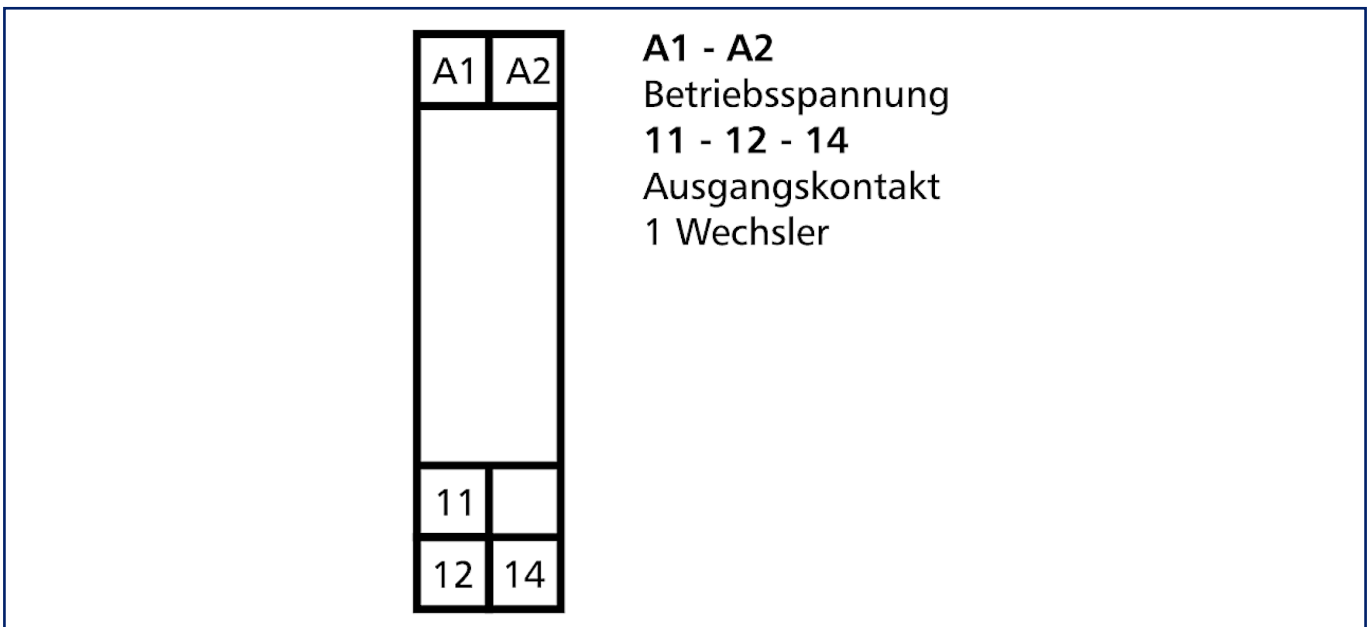 A1 A2
A1 - A2
Betriebsspannung
11 - 12 - 14
Ausgangskontakt
1 Wechsler
11
12 14